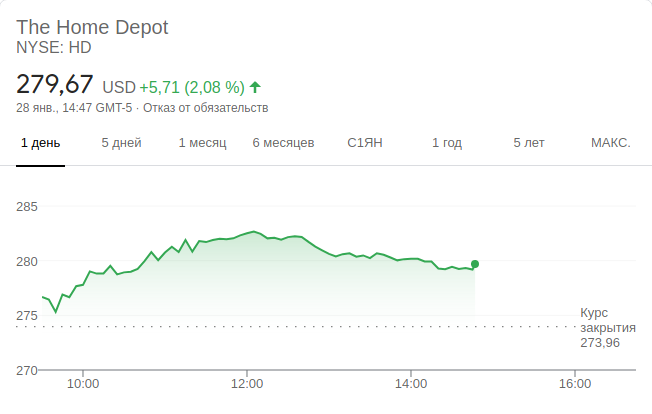 The Home Depot
NYSE: HD
279,67 USD +5,71 (2,08 %)
28 янв., 14:47 GMT-5 · Отказ от обязательств
1 день 5 дней 1 месяц 6 месяцев С1ЯН 1 год 5 лет МАКС.
285
280
275
270
Курс
закрытия
273,96
10:00 12:00 14:00 16:00